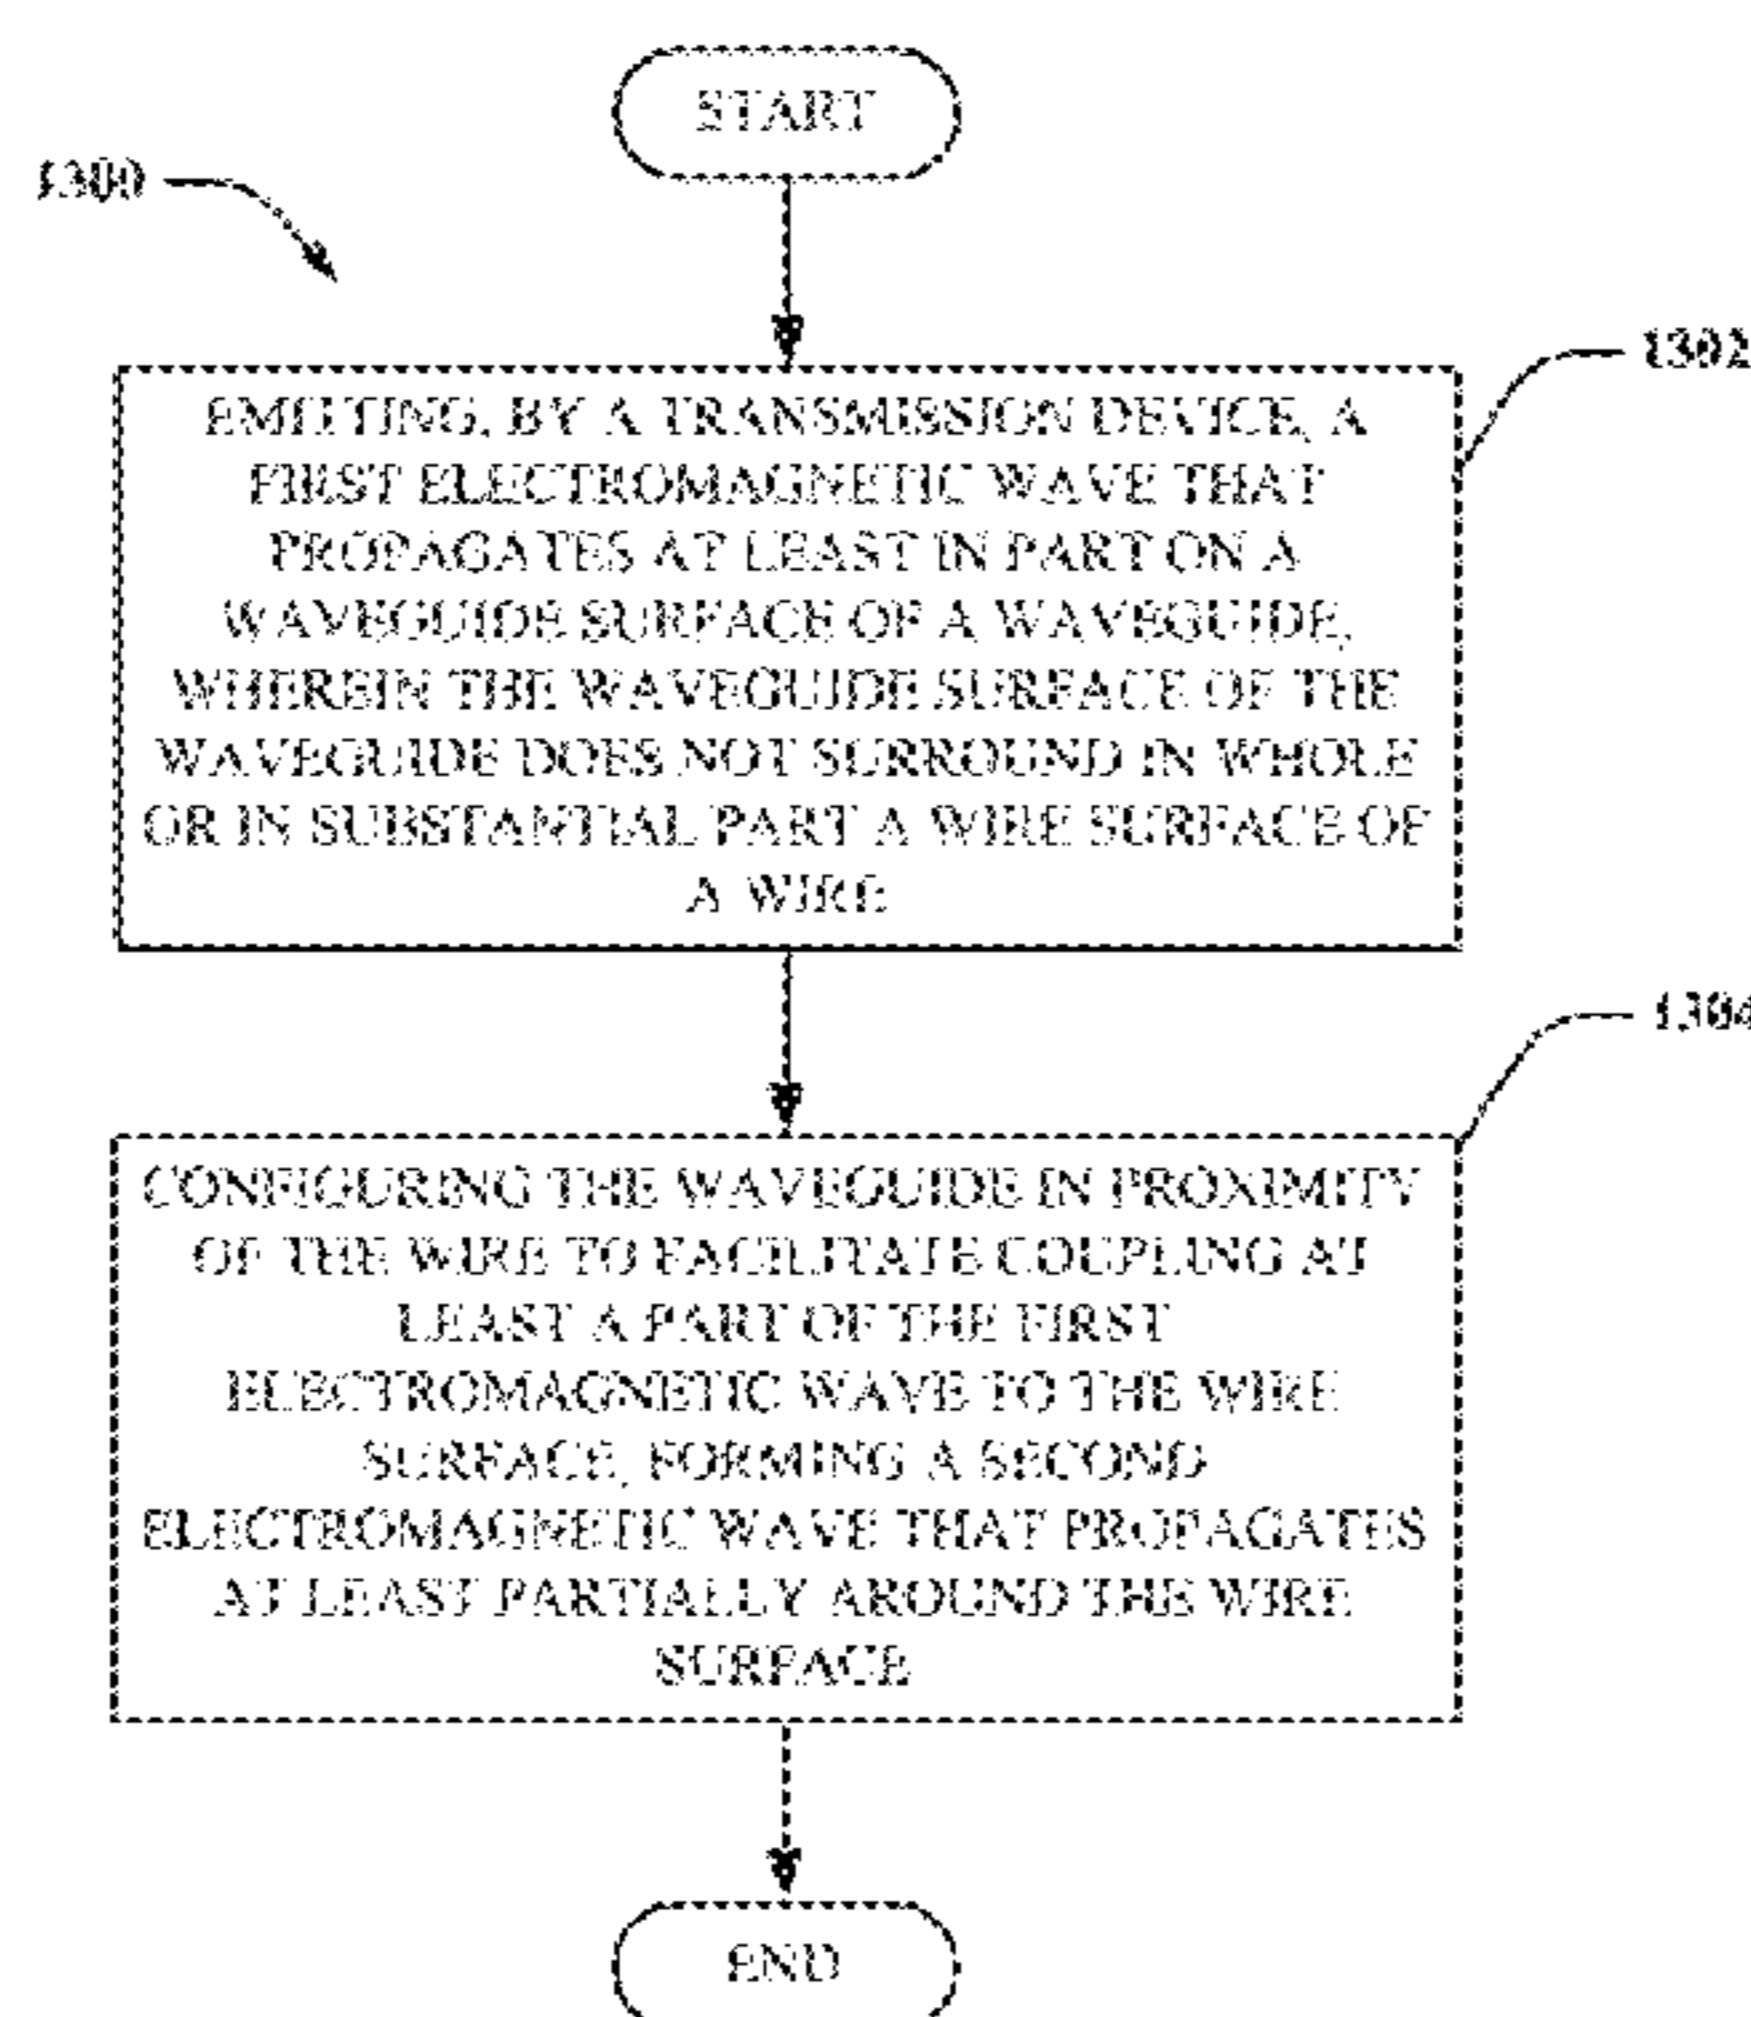 START
1300
1302
EMITTING, BY A TRANSMISSION DEVICE, A
FIRST ELECTROMAGNETIC WAVE THAT
PROPAGATES AT LEAST IN PART ON A
WAVEGUIDE SURFACE OF A WAVEGUIDE,
WHEREIN THE WAVEGUIDE SURFACE OF THE
WAVEGUIDE DOES NOT SURROUND IN WHOLE
OR IN SUBSTANTIAL PART A WIRE SURFACE OF
A WIRE
1304
CONFIGURING THE WAVEGUIDE IN PROXIMITY
OF THE WIRE TO FACILITATE COUPLING AT
LEAST A PART OF THE FIRST
ELECTROMAGNETIC WAVE TO THE WIRE
SURFACE, FORMING A SECOND
ELECTROMAGNETIC WAVE THAT PROPAGATES
AT LEAST PARTIALLY AROUND THE WIRE
SURFACE
END